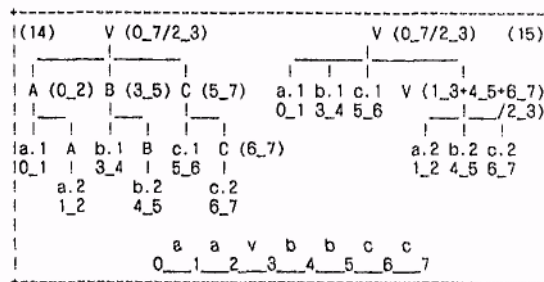 (14) V (0_7/2_3) V (0_7/2_3) (15)
A (0_2) B (3_5) C (5_7) a.1 b.1 c.1 V (1_3+4_5+6_7)
0_1 3_4 5_6 /2_3)
a.1 A b.1 B c.1 C (6_7) a.2 b.2 c.2
0_1 3_4 5_6 1_2 4_5 6_7
a.2 b.2 c.2
1_2 4_5 6_7
a a v b b c c
0__1__2__3__4__5__6__7